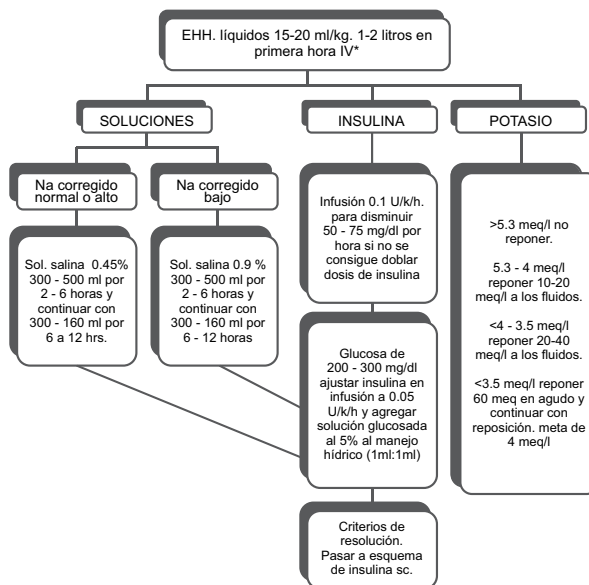 EHH. líquidos 15-20 ml/kg. 1-2 litros en
primera hora IV*
SOLUCIONES
INSULINA
POTASIO
Na corregido
normal o alto
Na corregido
bajo
Sol. salina 0.45%
300 - 500 ml por
2 - 6 horas y
continuar con
300 - 160 ml por
6 a 12 hrs.
Sol. salina 0.9 %
300 - 500 ml por
2 - 6 horas y
continuar con
300 - 160 ml por
6 - 12 horas
Infusión 0.1 U/k/h.
para disminuir
50 - 75 mg/dl por
hora si no se
consigue doblar
dosis de insulina
Glucosa de
200 - 300 mg/dl
ajustar insulina en
infusión a 0.05
U/k/h y agregar
solución glucosada
al 5% al manejo
hídrico (1ml:1ml)
Criterios de
resolución.
Pasar a esquema
de insulina sc.
>5.3 meq/l no
reponer.
5.3 - 4 meq/l
reponer 10-20
meq/l a los fluidos.
<4 - 3.5 meq/l
reponer 20-40
meq/l a los fluidos.
<3.5 meq/l reponer
60 meq en agudo y
continuar con
reposición. meta de
4 meq/l